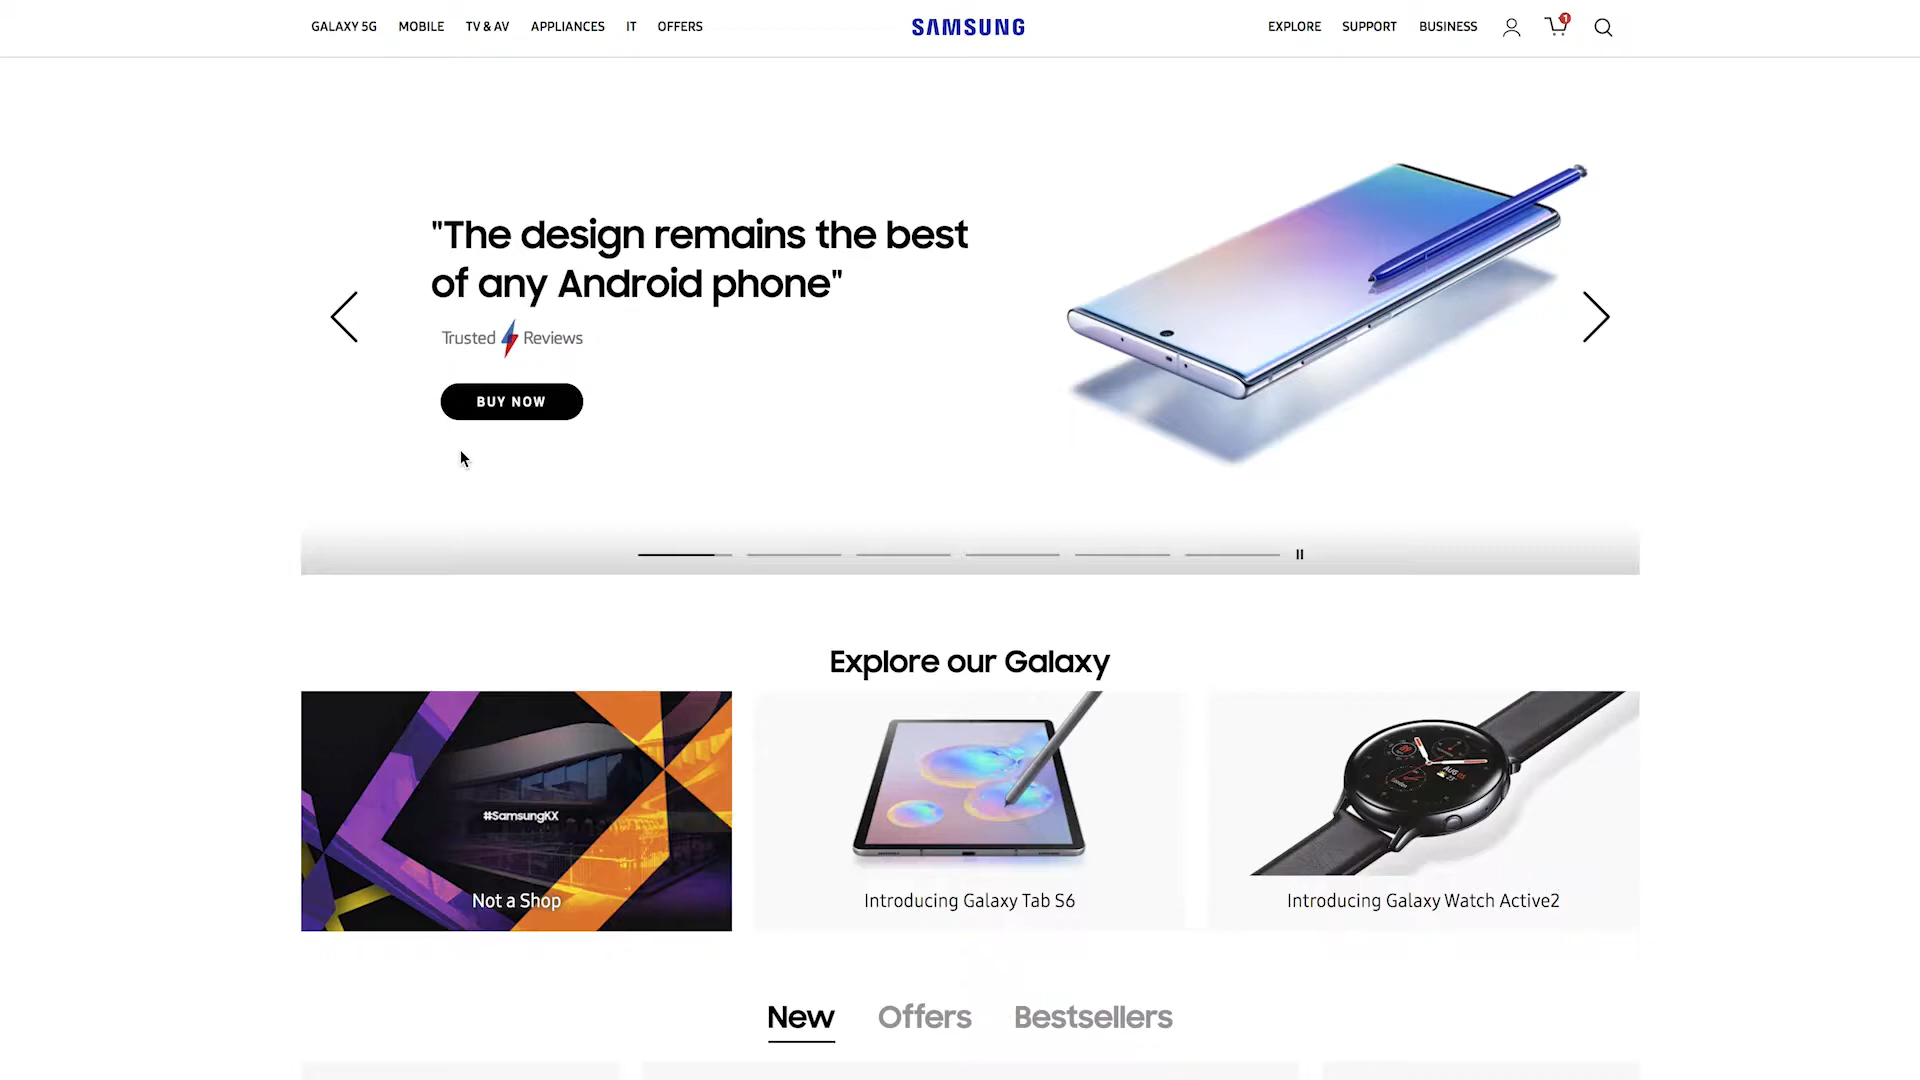 GALAXY 5G MOBILE TV & AV APPLIANCES IT OFFERS SAMSUNG EXPLORE SUPPORT BUSINESS 1
"The design remains the best
of any Android phone"
Trusted Reviews
BUY NOW
Explore our Galaxy
#SamsungKX
Not a Shop
Introducing Galaxy Tab S6
Introducing Galaxy Watch Active2
New Offers Bestsellers